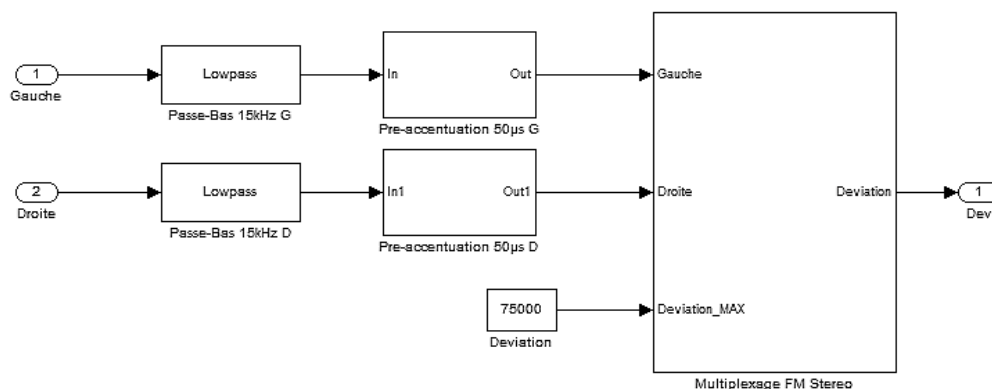 1
Gauche
Lowpass
Passe-Bas 15kHz G
In
Out
Pre-accentuation 50µs G
Gauche
2
Droite
Lowpass
Passe-Bas 15kHz D
In1
Out1
Pre-accentuation 50µs D
Droite
Deviation
1
Dev
75000
Deviation
Deviation_MAX
Multiplexage FM Stereo